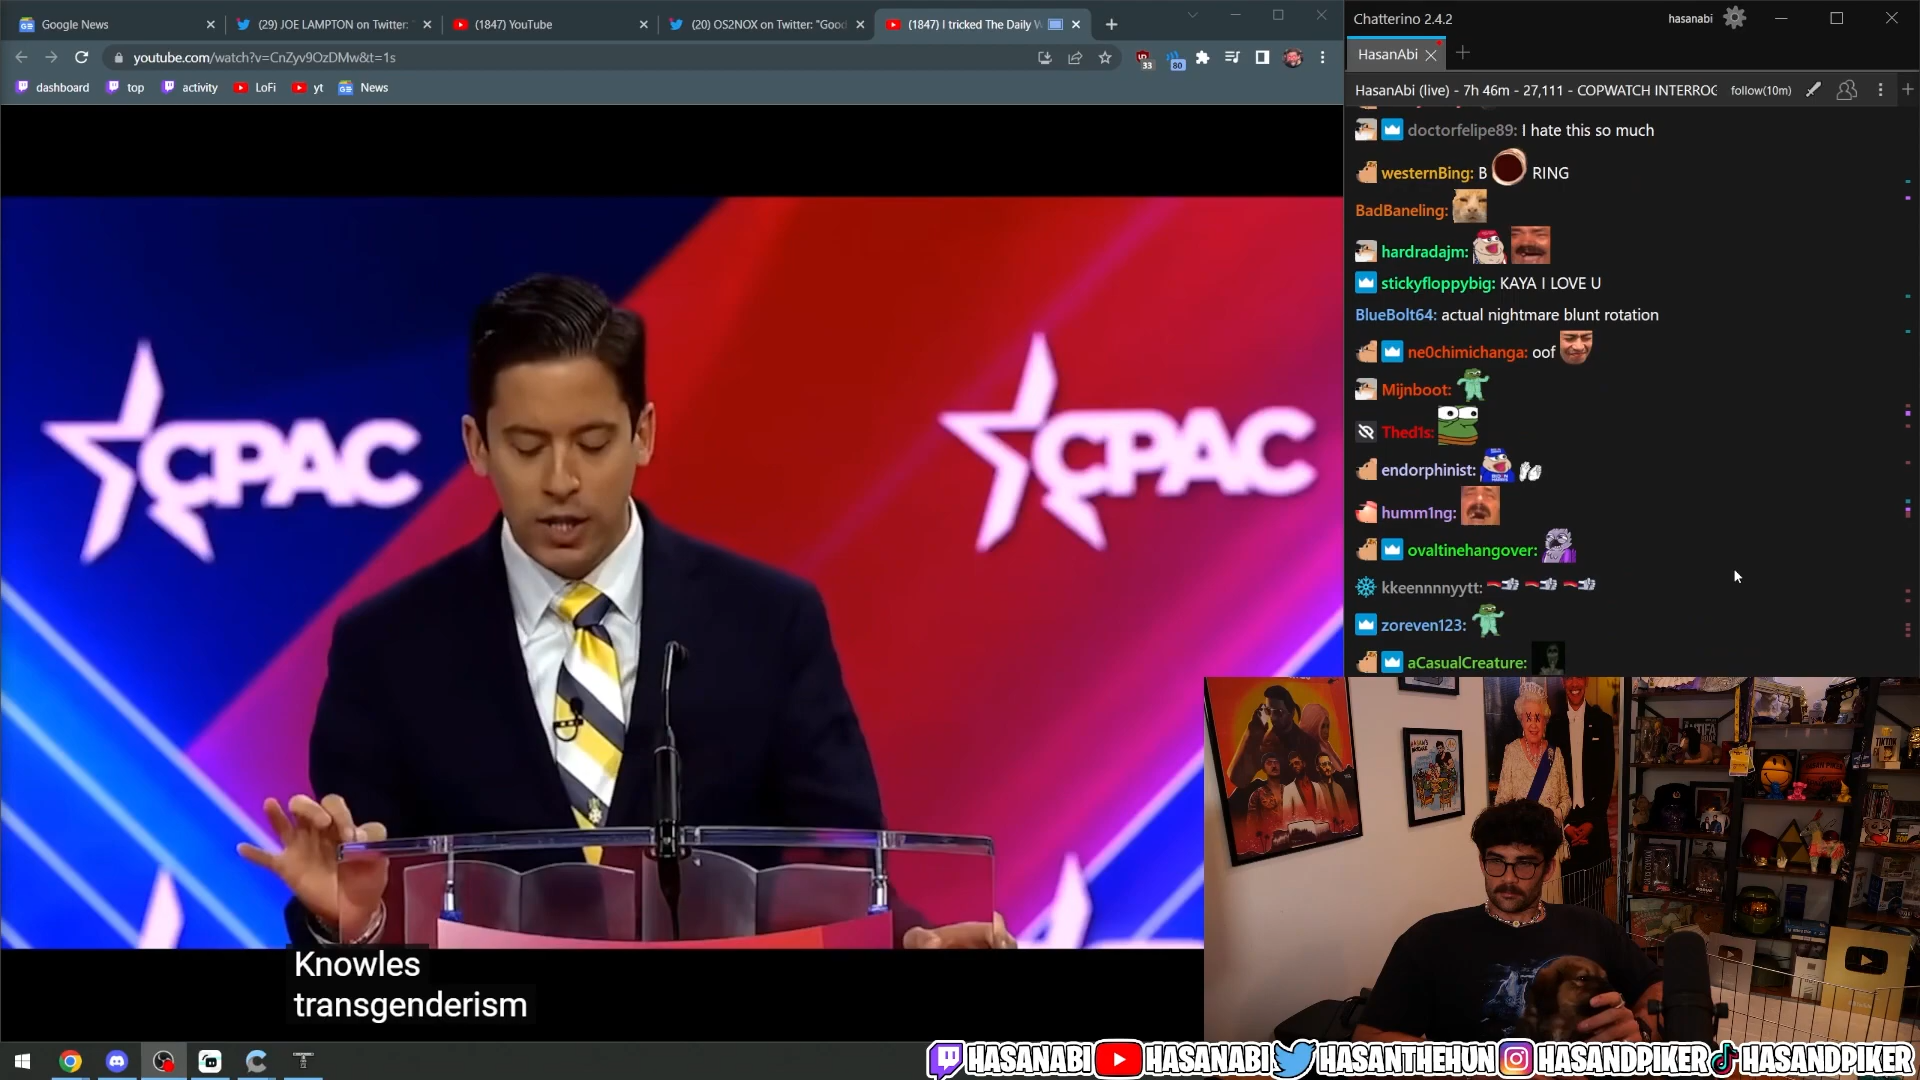 Google News
(29) JOE LAMPTON on Twitter:
(1847) YouTube
(20) OS2NOX on Twitter: "Good
(1847) I tricked The Daily W
youtube.com/watch?v=CnZyv9OzDMw&t=1s
33
80
dashboard
top
activity
LoFi
yt
News
CPAC
CPAC
Knowles
transgenderism
Chatterino 2.4.2
hasanabi
HasanAbi
HasanAbi (live) - 7h 46m - 27,111 - COPWATCH INTERROG
follow(10m)
doctorfelipe89: I hate this so much
westernBing: B RING
BadBaneling:
hardradajm:
stickyfloppybig: KAYA I LOVE U
BlueBolt64: actual nightmare blunt rotation
ne0chimichanga: oof
Mijnboot:
Thed1s:
endorphinist:
humm1ng:
ovaltinehangover:
kkeennnnyytt:
zoreven123:
aCasualCreature:
HASANABI HASANABI HASANTHEHUN HASANDPIKER HASANDPIKER